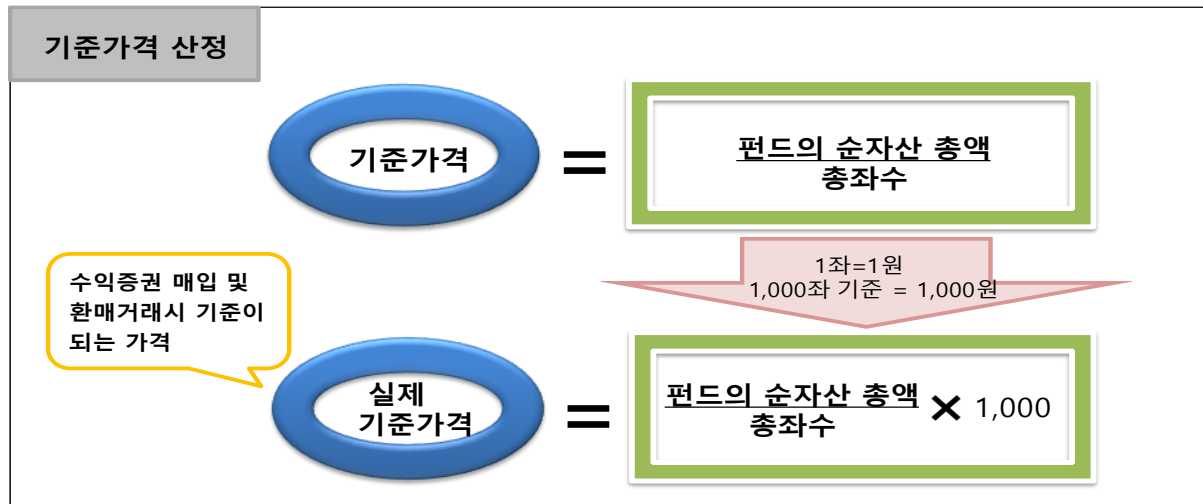 기준가격 산정
기준가격
=
펀드의 순자산 총액
총좌수
1좌=1원
1,000좌 기준 = 1,000원
수익증권 매입 및
환매거래시 기준이
되는 가격
실제
기준가격
=
펀드의 순자산 총액
총좌수
× 1,000